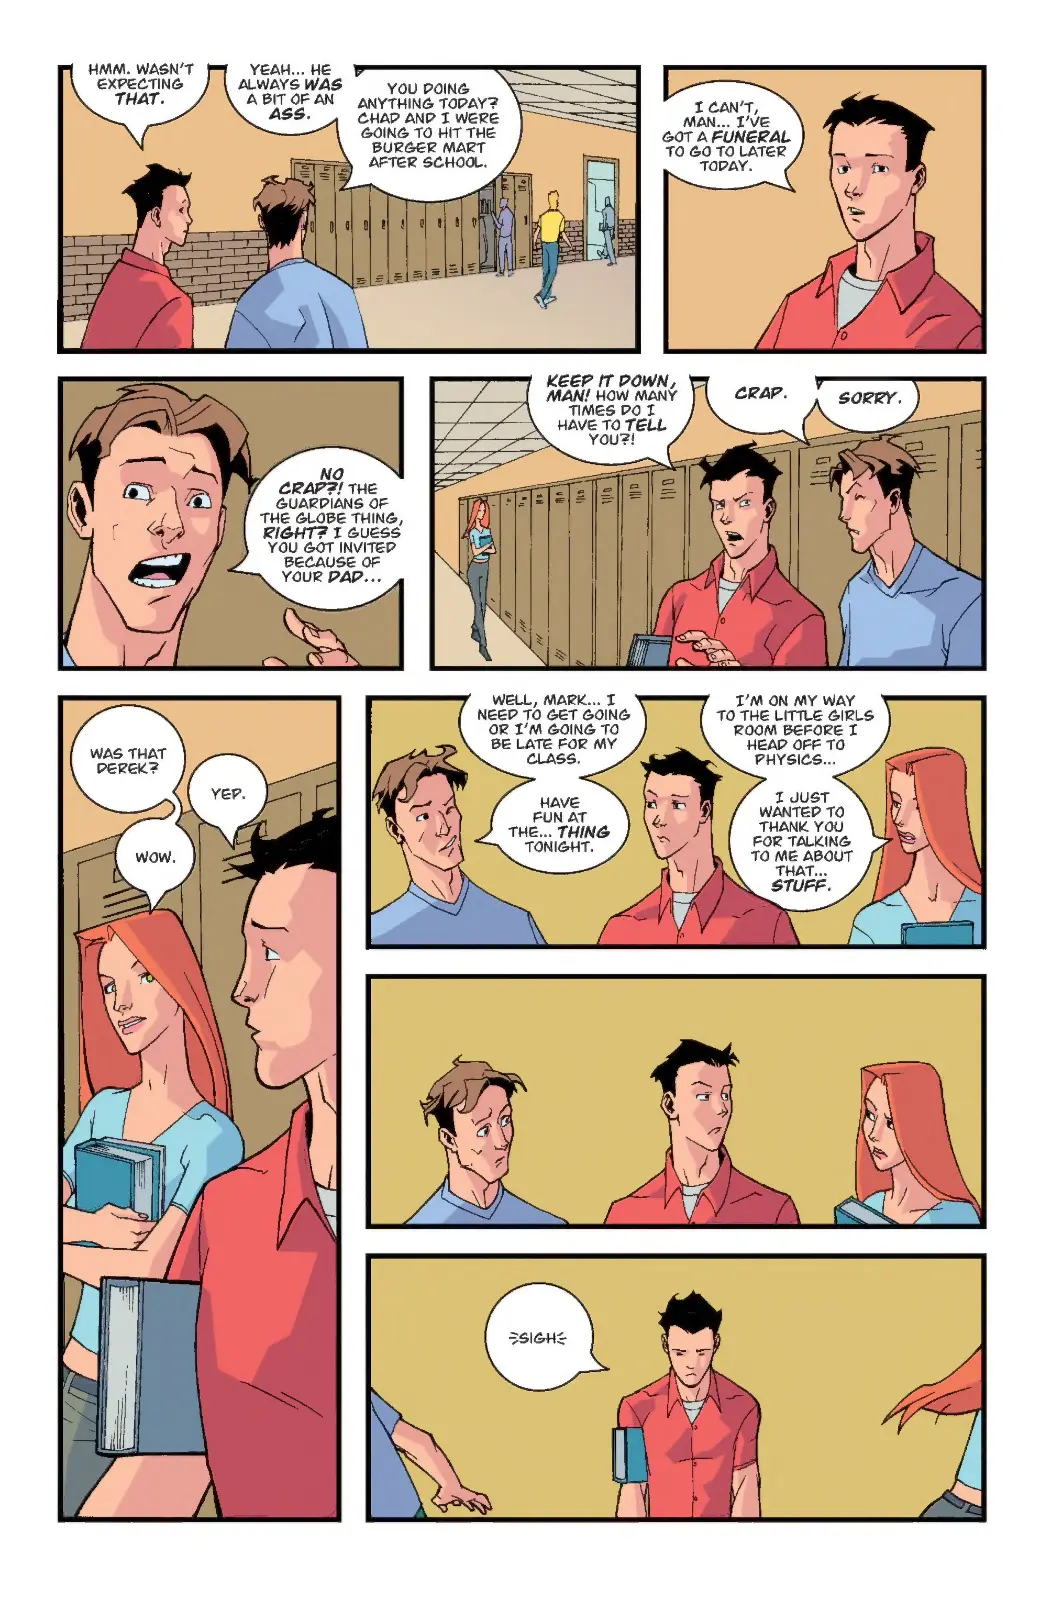 HMM. WASN'T
EXPECTING
THAT.
YEAH... HE
ALWAYS WAS
A BIT OF AN
ASS.
YOU DOING
ANYTHING TODAY?
CHAD AND I WERE
GOING TO HIT THE
BURGER MART
AFTER SCHOOL.
I CAN'T,
MAN... I'VE
GOT A FUNERAL
TO GO TO LATER
TODAY.
NO
CRAP?! THE
GUARDIANS OF
THE GLOBE THING,
RIGHT? I GUESS
YOU GOT INVITED
BECAUSE OF
YOUR DAD...
KEEP IT DOWN,
MAN! HOW MANY
TIMES DO I
HAVE TO TELL
YOU?!
CRAP.
SORRY.
WAS THAT
DEREK?
YEP.
WOW.
WELL, MARK... I
NEED TO GET GOING
OR I'M GOING TO
BE LATE FOR MY
CLASS.
HAVE
FUN AT
THE... THING
TONIGHT.
I'M ON MY WAY
TO THE LITTLE GIRLS
ROOM BEFORE I
HEAD OFF TO
PHYSICS...
I JUST
WANTED TO
THANK YOU
FOR TALKING
TO ME ABOUT
THAT...
STUFF.
SIGH